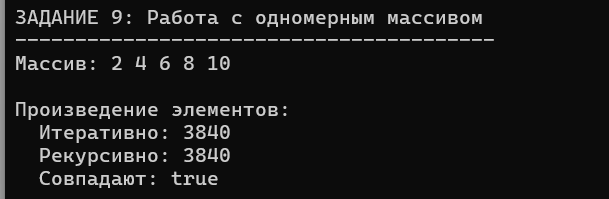 ЗАДАНИЕ 9: Работа с одномерным массивом
----------------------------------------
Массив: 2 4 6 8 10
Произведение элементов:
Итеративно: 3840
Рекурсивно: 3840
Совпадают: true